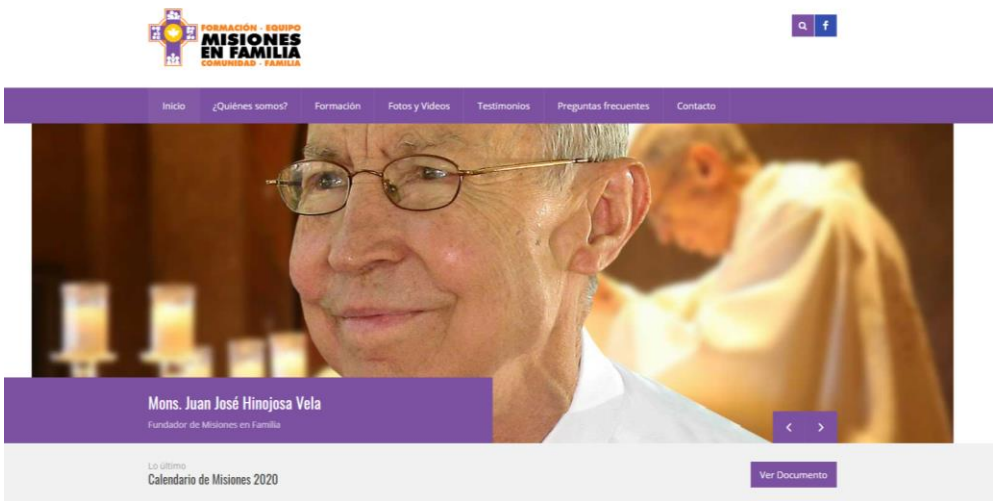 FORMACIÓN - EQUIPO
MISIONES
EN FAMILIA
COMUNIDAD - FAMILIA
Inicio ¿Quiénes somos? Formación Fotos y Videos Testimonios Preguntas frecuentes Contacto
Mons. Juan José Hinojosa Vela
Fundador de Misiones en Familia
Lo último
Calendario de Misiones 2020
Ver Documento